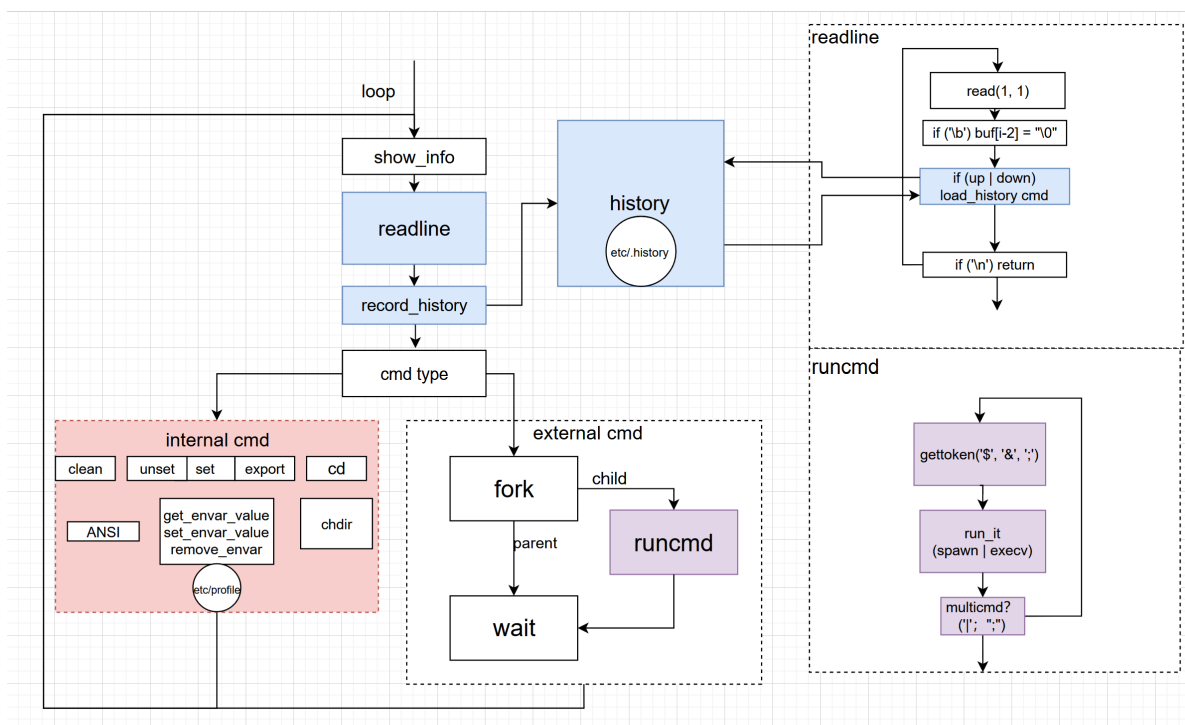 loop
show_info
readline
record_history
cmd type
history
etc/.history
internal cmd
clean
unset
set
export
cd
ANSI
get_envar_value
set_envar_value
remove_envar
chdir
etc/profile
external cmd
fork
child
parent
runcmd
wait
readline
read(1, 1)
if ('\b') buf[i-2] = "\0"
if (up | down)
load_history cmd
if ('\n') return
runcmd
gettoken('$', '&', ';')
run_it
(spawn | execv)
multicmd?
('|'; ";")